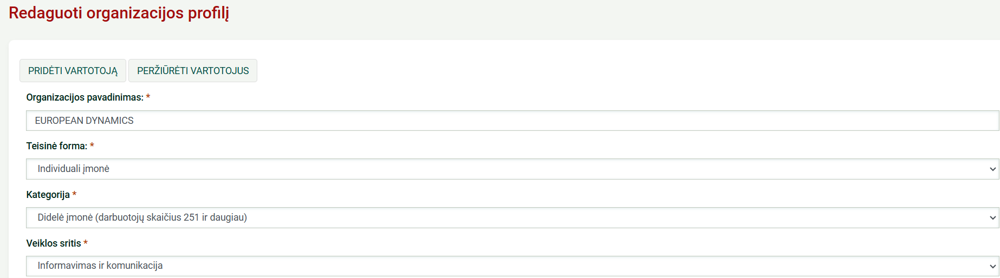 Redaguoti organizacijos profilį
PRIDĖTI VARTOTOJĄ PERŽIŪRĖTI VARTOTOJUS
Organizacijos pavadinimas: *
EUROPEAN DYNAMICS
Teisinė forma: *
Individuali įmonė
Kategorija *
Didelė įmonė (darbuotojų skaičius 251 ir daugiau)
Veiklos sritis *
Informavimas ir komunikacija